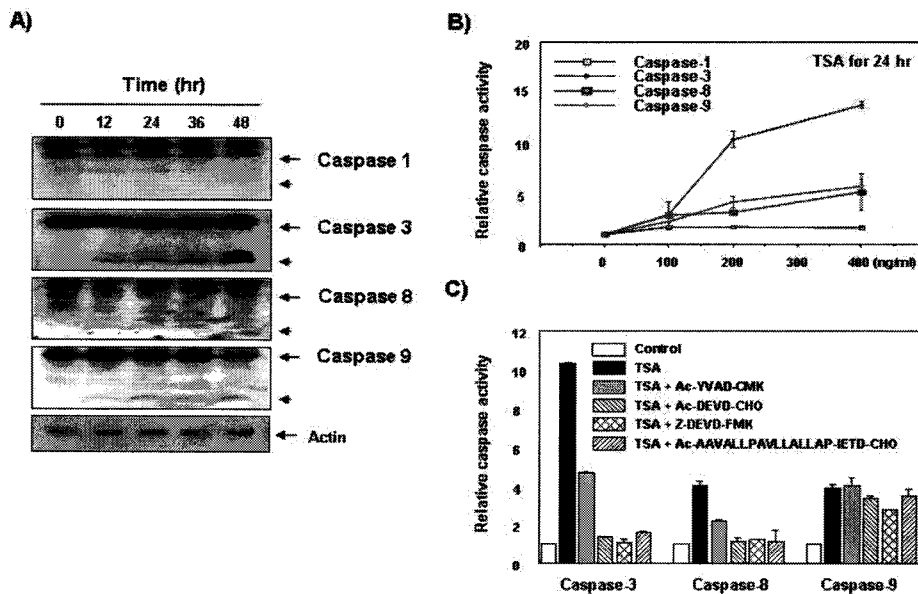 A)
Time (hr)
0 12 24 36 48
Caspase 1
Caspase 3
Caspase 8
Caspase 9
Actin
B)
Relative caspase activity
20
15
10
5
0
Caspase-1
Caspase-3
Caspase-8
Caspase-9
TSA for 24 hr
0 100 200 300 400 (ng/ml)
C)
Relative caspase activity
12
10
8
6
4
2
0
Control
TSA
TSA + Ac-YVAD-CMK
TSA + Ac-DEVD-CHO
TSA + Z-DEVD-FMK
TSA + Ac-AAVALLPAVLLALLAP-IETD-CHO
Caspase-3 Caspase-8 Caspase-9